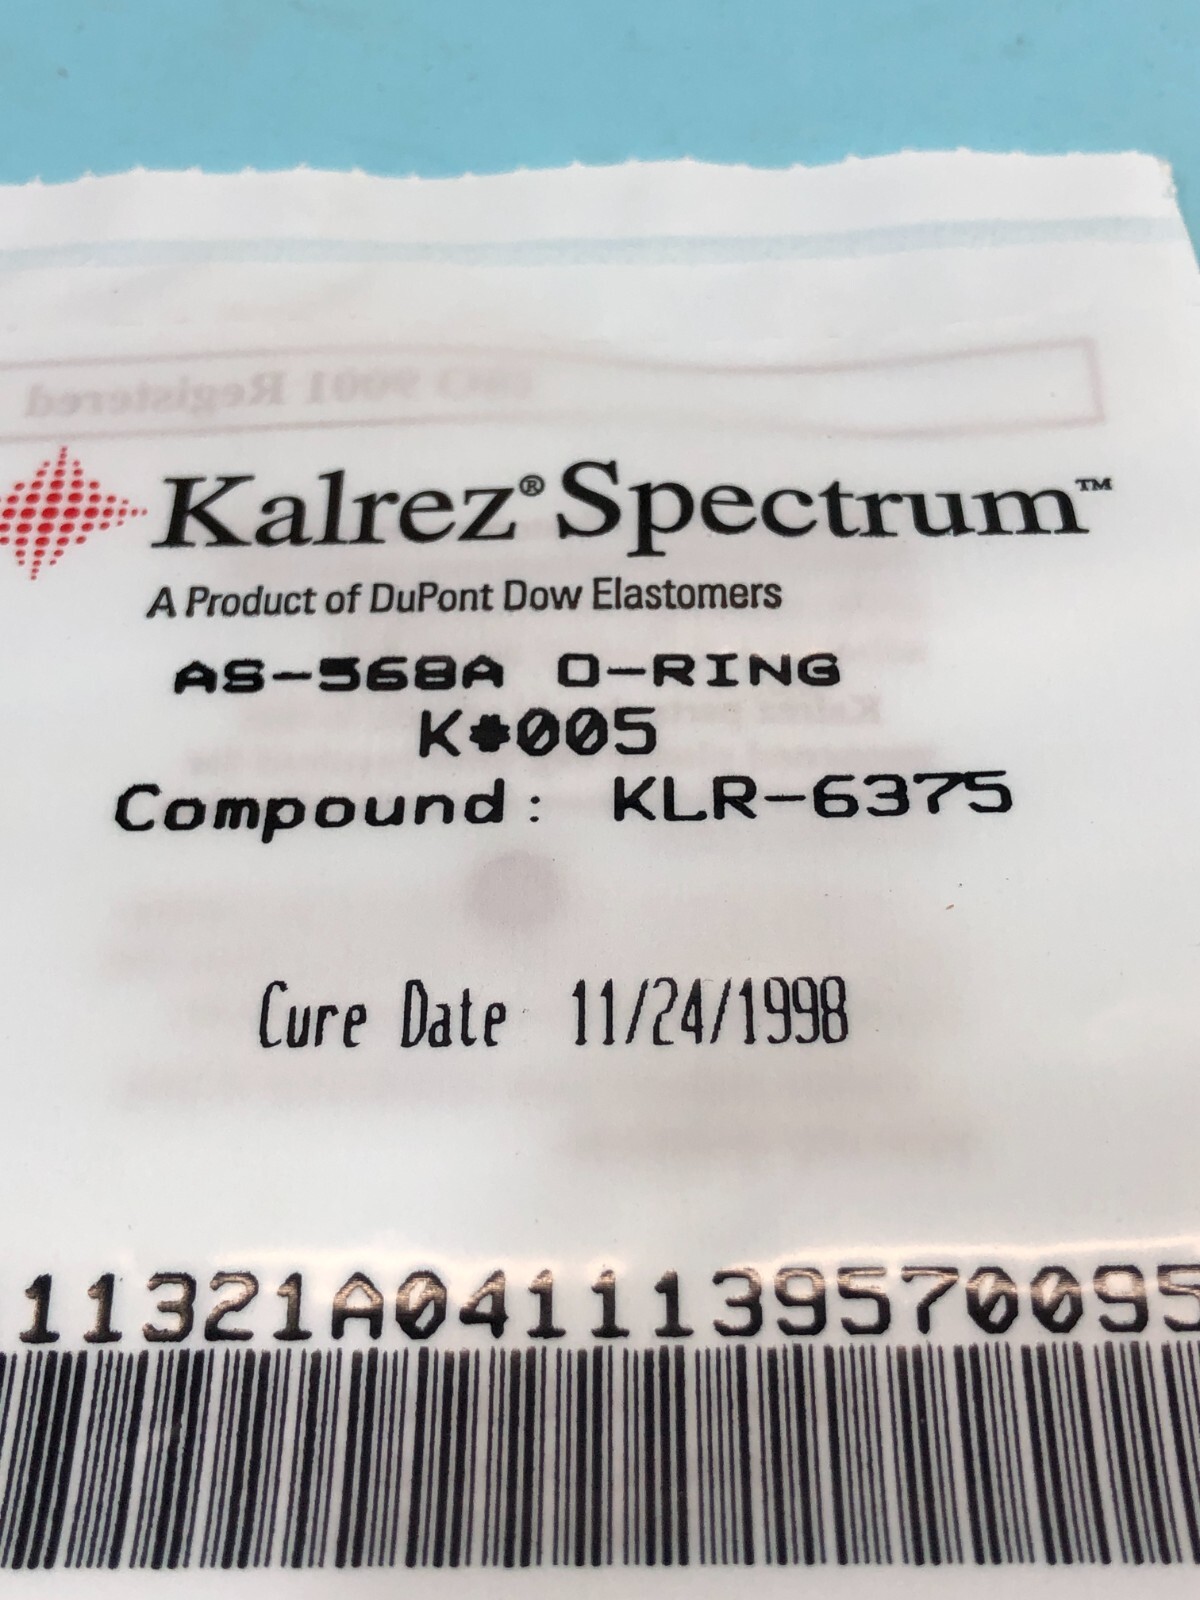 ISO 9001 Registered
Kalrez® Spectrum™
A Product of DuPont Dow Elastomers
AS-568A O-RING
K#005
Compound: KLR-6375
Cure Date 11/24/1998
11321A0411139570095